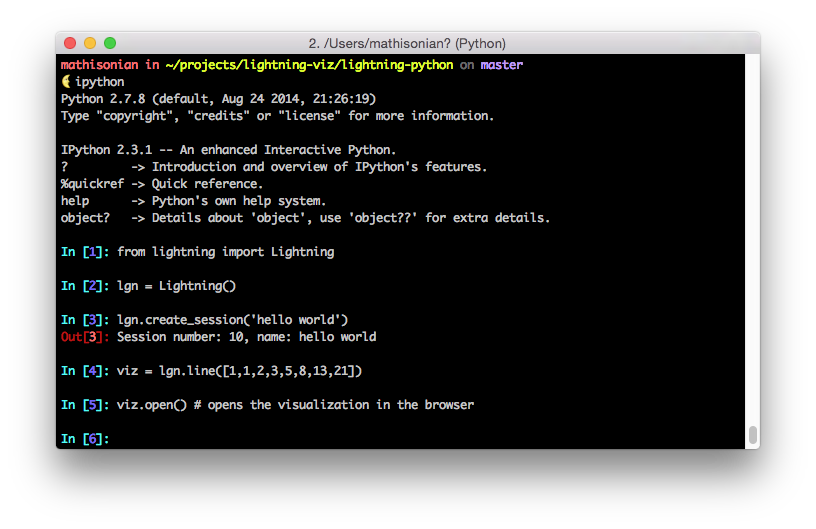 2. /Users/mathisonian? (Python)
mathisonian in ~/projects/lightning-viz/lightning-python on master
ipython
Python 2.7.8 (default, Aug 24 2014, 21:26:19)
Type "copyright", "credits" or "license" for more information.
IPython 2.3.1 -- An enhanced Interactive Python.
?         -> Introduction and overview of IPython's features.
%quickref -> Quick reference.
help      -> Python's own help system.
object?   -> Details about 'object', use 'object??' for extra details.
In [1]: from lightning import Lightning
In [2]: lgn = Lightning()
In [3]: lgn.create_session('hello world')
Out[3]: Session number: 10, name: hello world
In [4]: viz = lgn.line([1,1,2,3,5,8,13,21])
In [5]: viz.open() # opens the visualization in the browser
In [6]: